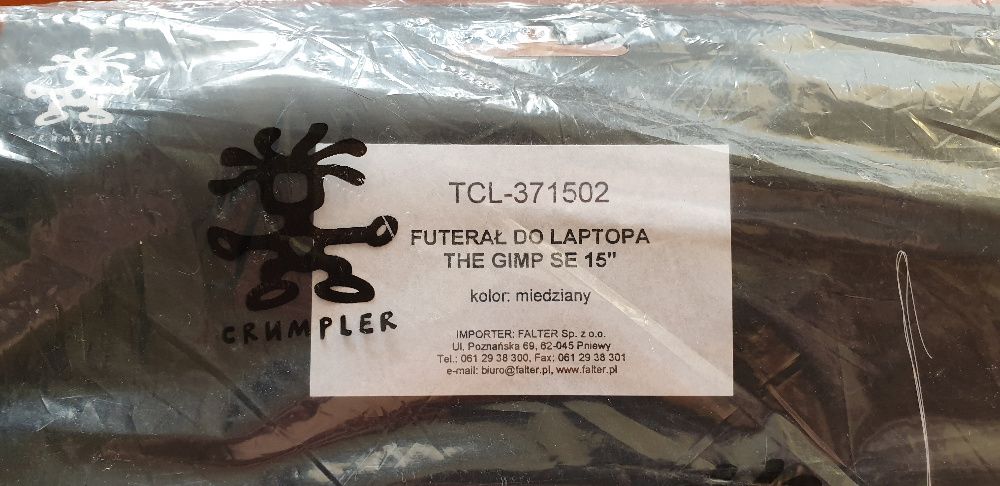 CRUMPLER
TCL-371502
FUTERAŁ DO LAPTOPA
THE GIMP SE 15"
kolor: miedziany
CRUMPLER
IMPORTER: FALTER Sp. z o.o.
Ul. Poznańska 69, 62-045 Pniewy
Tel.: 061 29 38 300, Fax: 061 29 38 301
e-mail: biuro@falter.pl, www.falter.pl